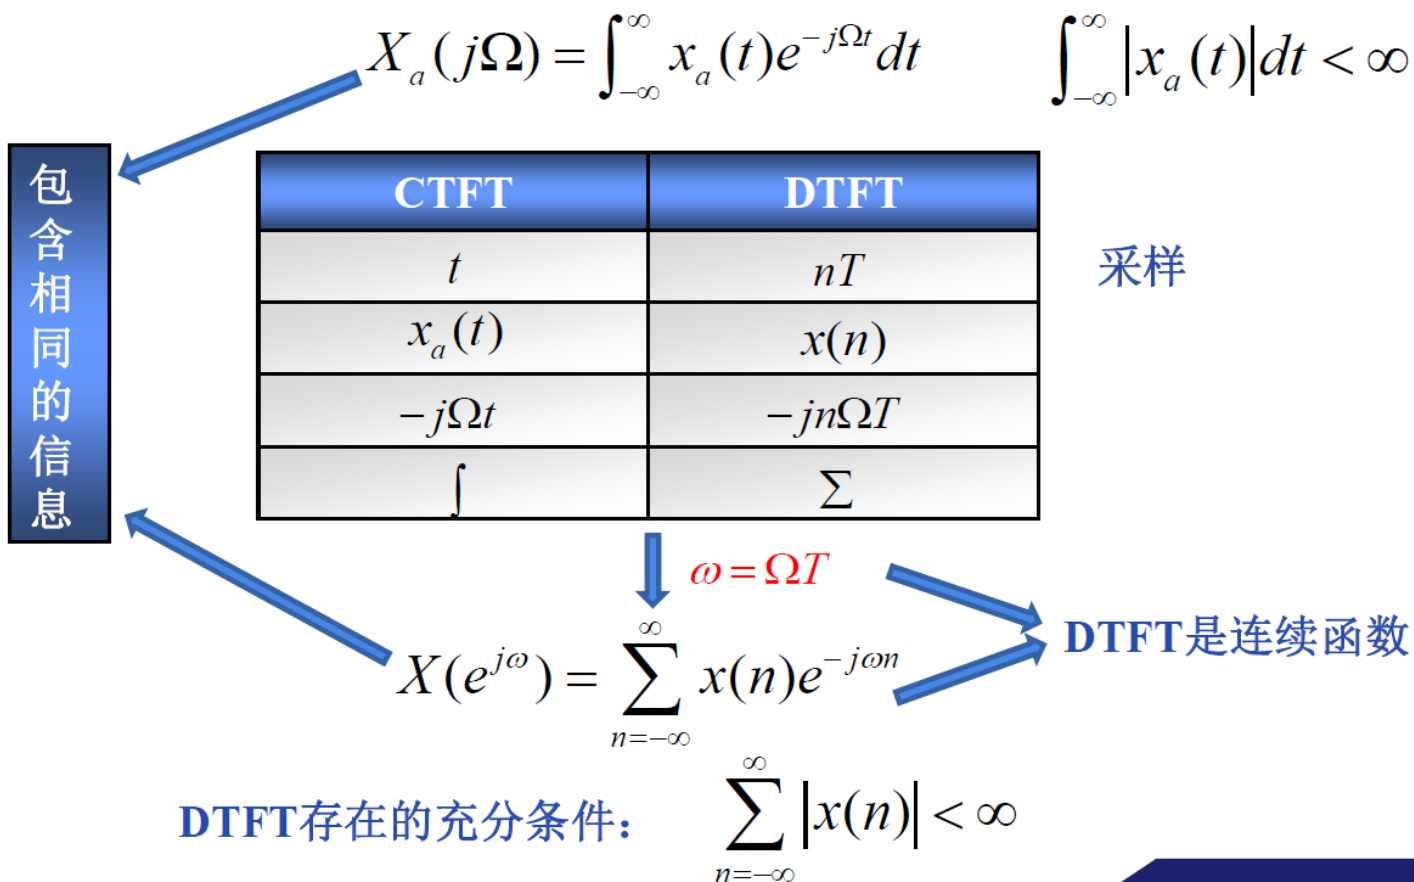 X_a(jΩ) = ∫_{-∞}^{∞} x_a(t)e^{-jΩt}dt    ∫_{-∞}^{∞} |x_a(t)|dt < ∞
包含相同的信息
CTFT    DTFT
t    nT
采样
x_a(t)    x(n)
-jΩt    -jnΩT
∫    ∑
ω = ΩT
DTFT是连续函数
X(e^{jω}) = ∑_{n=-∞}^{∞} x(n)e^{-jωn}
DTFT存在的充分条件： ∑_{n=-∞}^{∞} |x(n)| < ∞